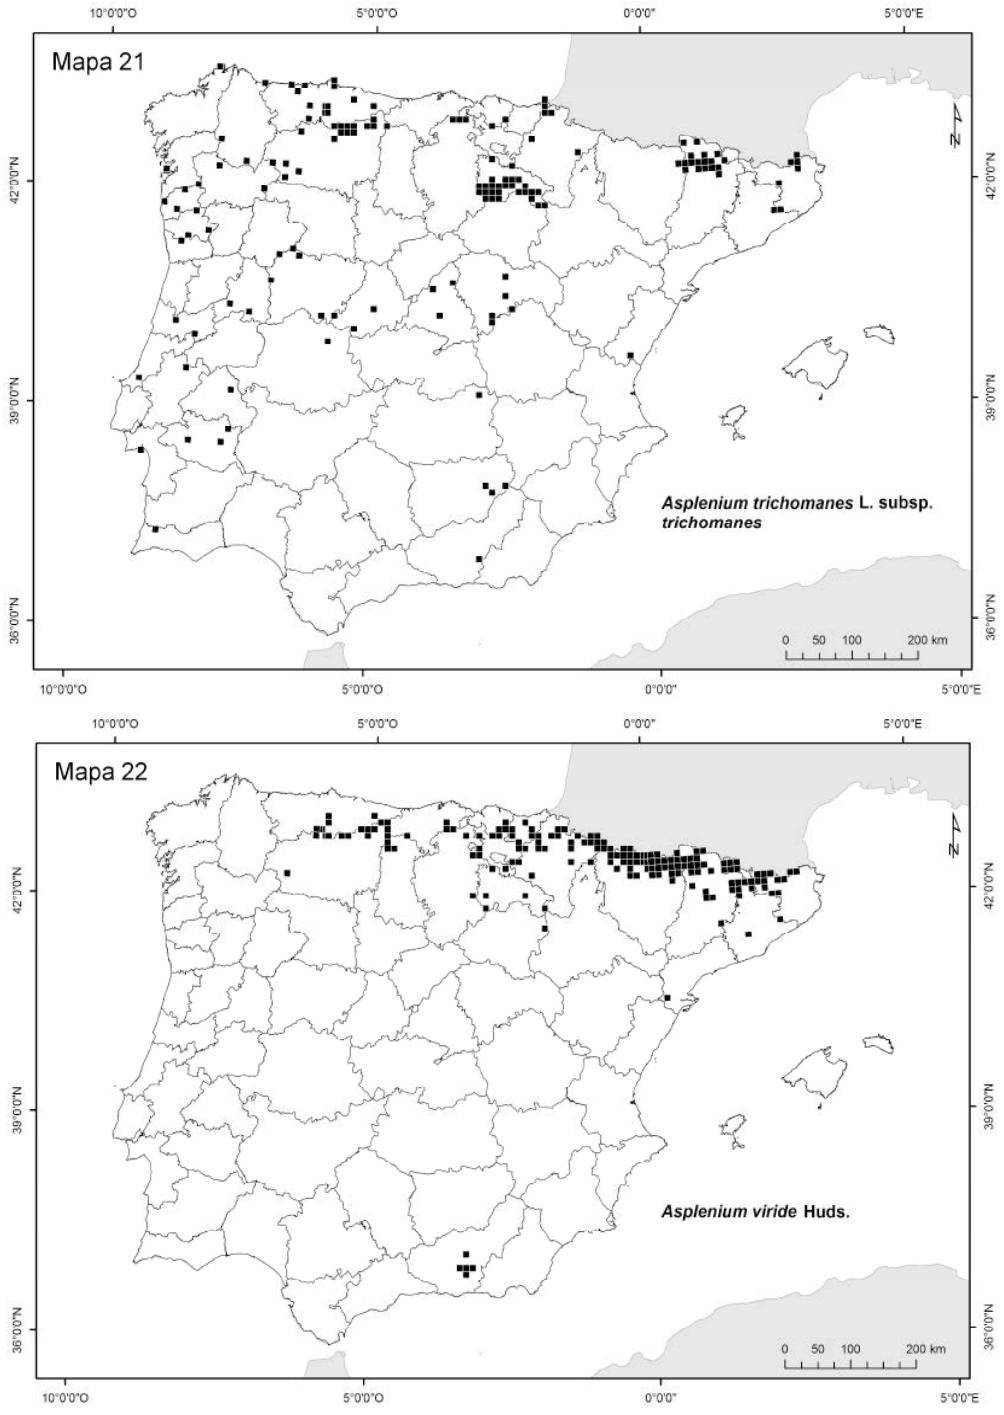 10°0'0"O 5°0'0"O 0°0'0" 5°0'0"E
Mapa 21
N
42°0'0"N
42°0'0"N
39°0'0"N
39°0'0"N
Asplenium trichomanes L. subsp.
trichomanes
36°0'0"N
36°0'0"N
0 50 100 200 km
10°0'0"O 5°0'0"O 0°0'0" 5°0'0"E
10°0'0"O 5°0'0"O 0°0'0" 5°0'0"E
Mapa 22
N
42°0'0"N
42°0'0"N
39°0'0"N
39°0'0"N
Asplenium viride Huds.
36°0'0"N
36°0'0"N
0 50 100 200 km
10°0'0"O 5°0'0"O 0°0'0" 5°0'0"E